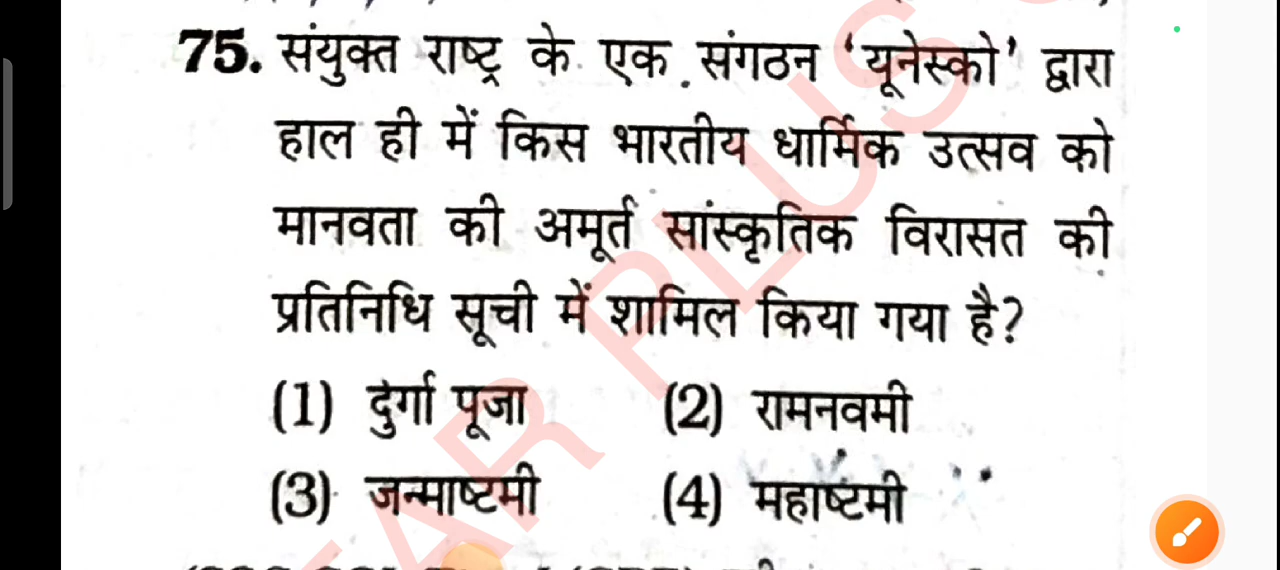 75. संयुक्त राष्ट्र के एक संगठन ‘यूनेस्को’ द्वारा
हाल ही में किस भारतीय धार्मिक उत्सव को
मानवता की अमूर्त सांस्कृतिक विरासत की
प्रतिनिधि सूची में शामिल किया गया है?
(1) दुर्गा पूजा (2) रामनवमी
(3) जन्माष्टमी (4) महाष्टमी